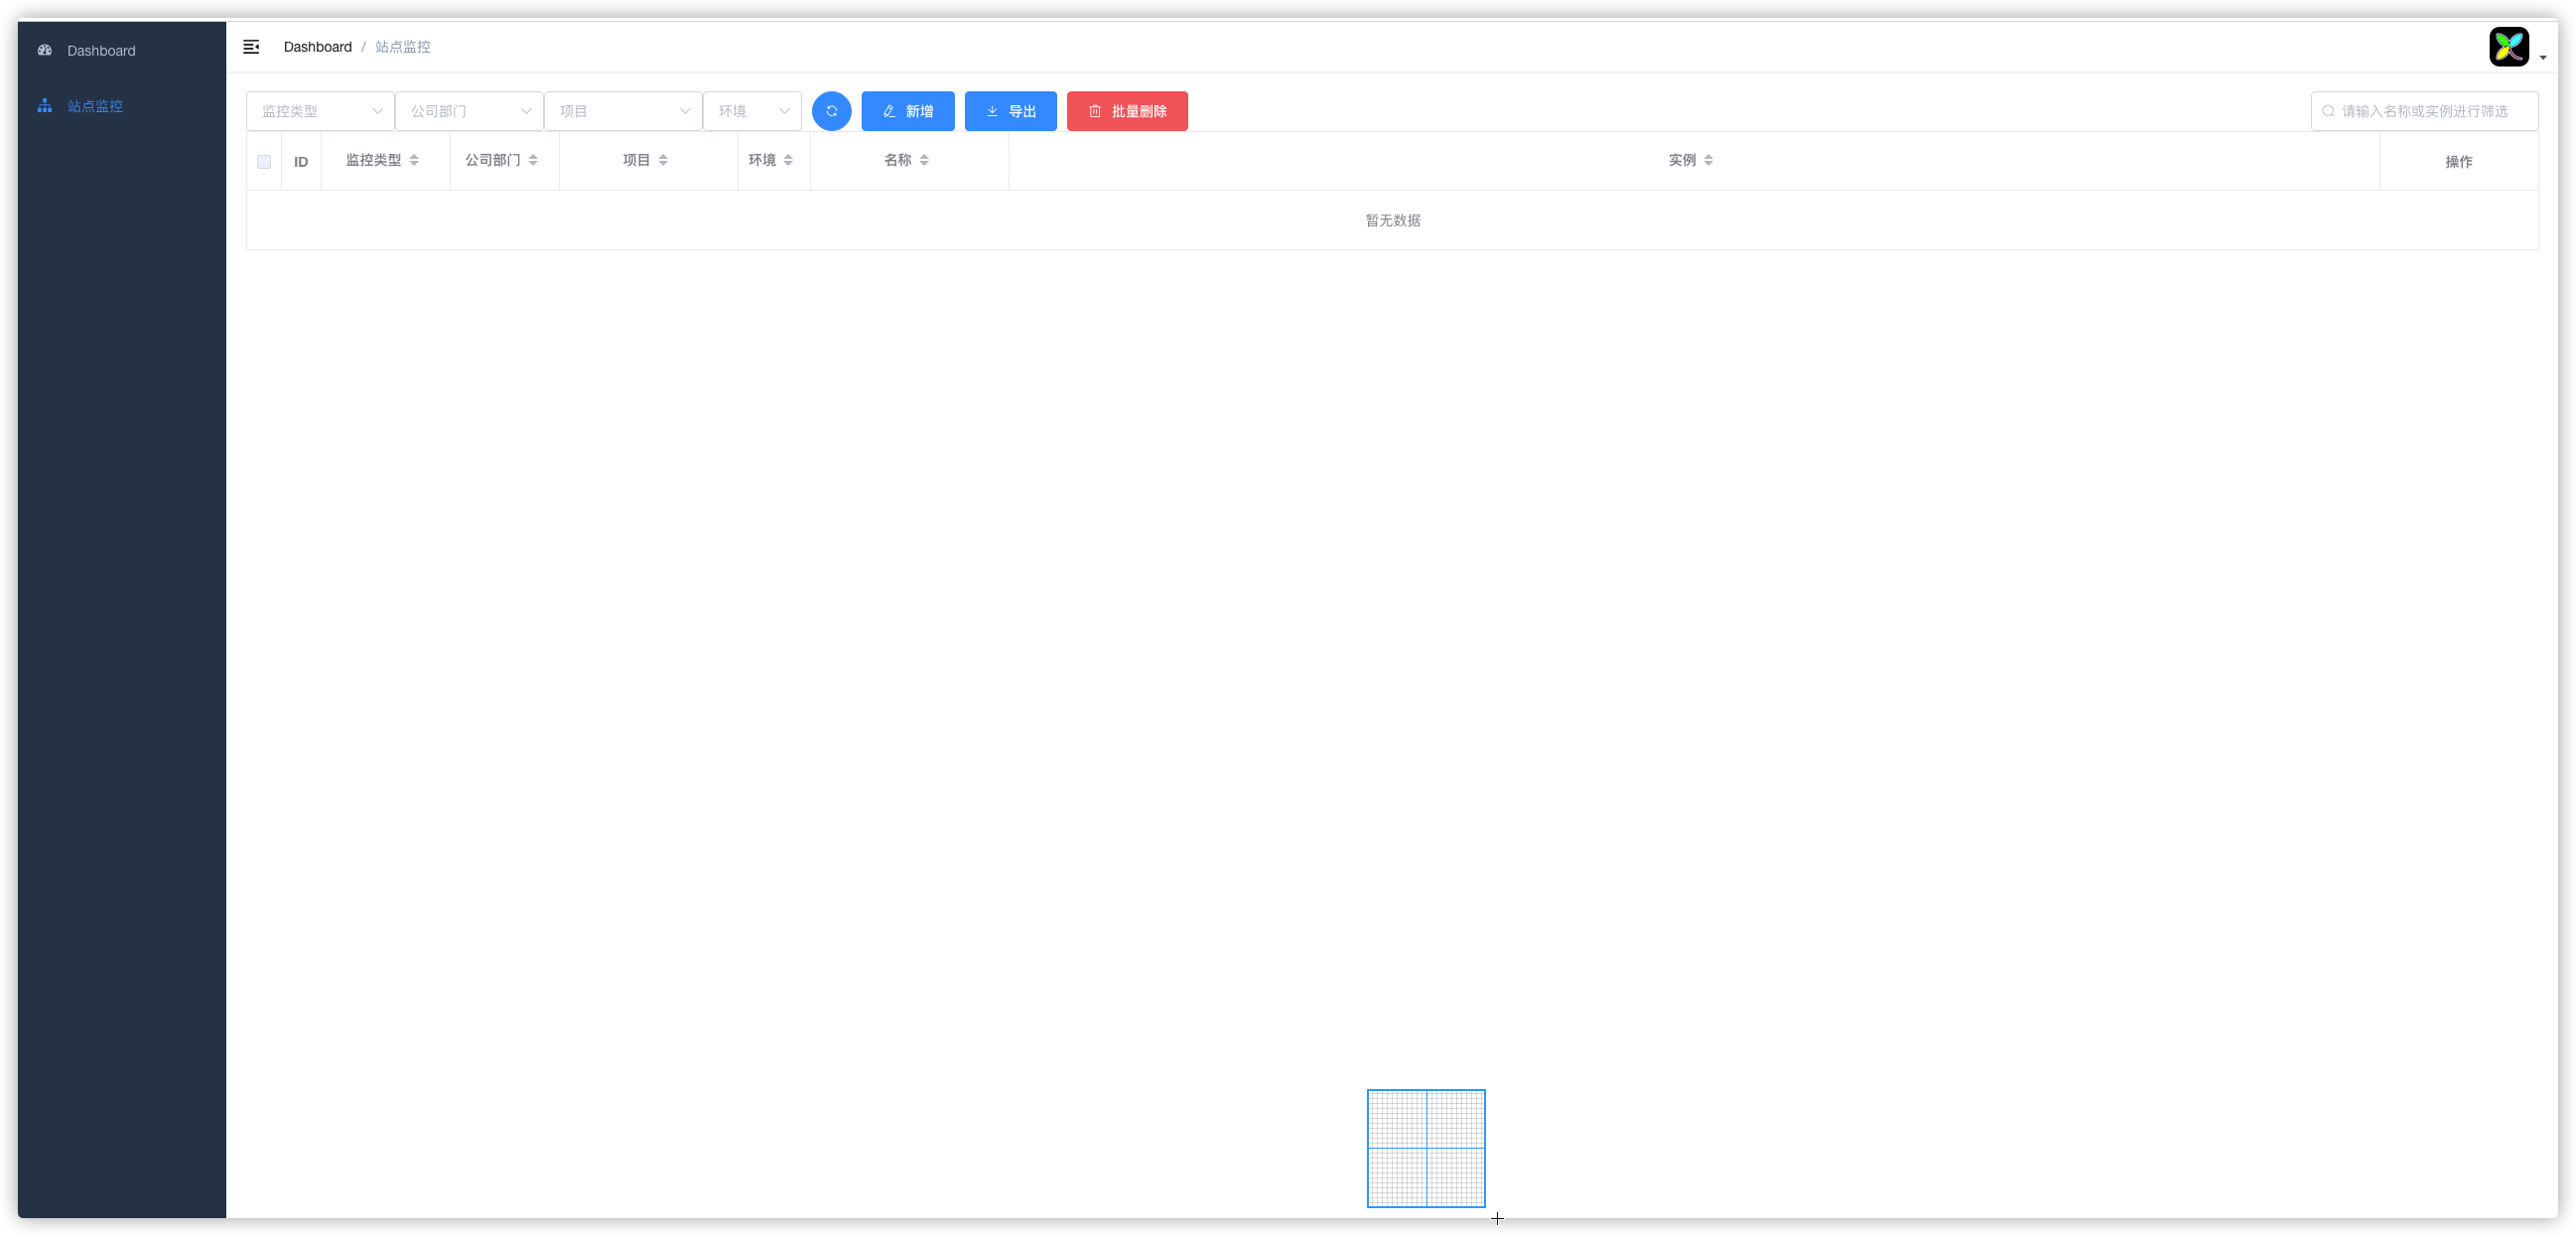 Dashboard
站点监控
Dashboard / 站点监控
监控类型 公司部门 项目 环境 新增 导出 批量删除 请输入名称或实例进行筛选
ID 监控类型 公司部门 项目 环境 名称 实例 操作
暂无数据